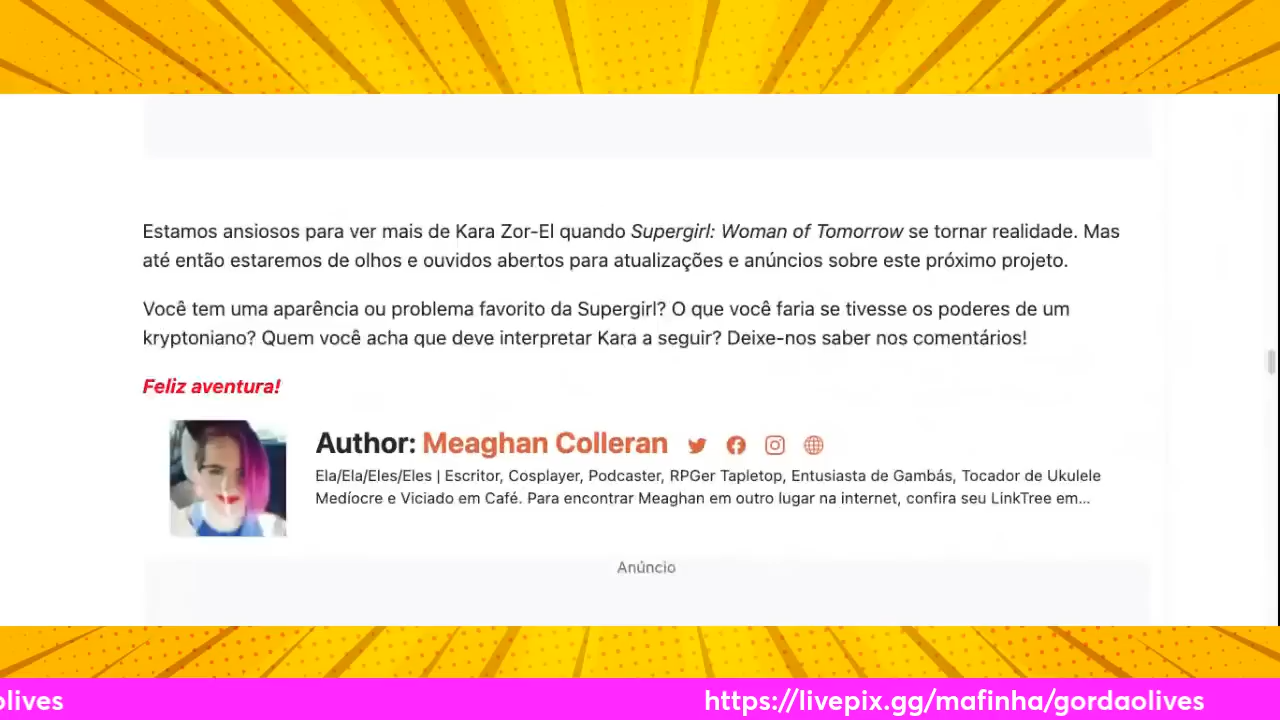 Estamos ansiosos para ver mais de Kara Zor-El quando Supergirl: Woman of Tomorrow se tornar realidade. Mas
até então estaremos de olhos e ouvidos abertos para atualizações e anúncios sobre este próximo projeto.
Você tem uma aparência ou problema favorito da Supergirl? O que você faria se tivesse os poderes de um
kryptoniano? Quem você acha que deve interpretar Kara a seguir? Deixe-nos saber nos comentários!
Feliz aventura!
Author: Meaghan Colleran
Ela/Ela/Eles/Eles | Escritor, Cosplayer, Podcaster, RPGer Tapletop, Entusiasta de Gambás, Tocador de Ukulele
Medíocre e Viciado em Café. Para encontrar Meaghan em outro lugar na internet, confira seu LinkTree em...
Anúncio
olives https://livepix.gg/mafinha/gordaolives